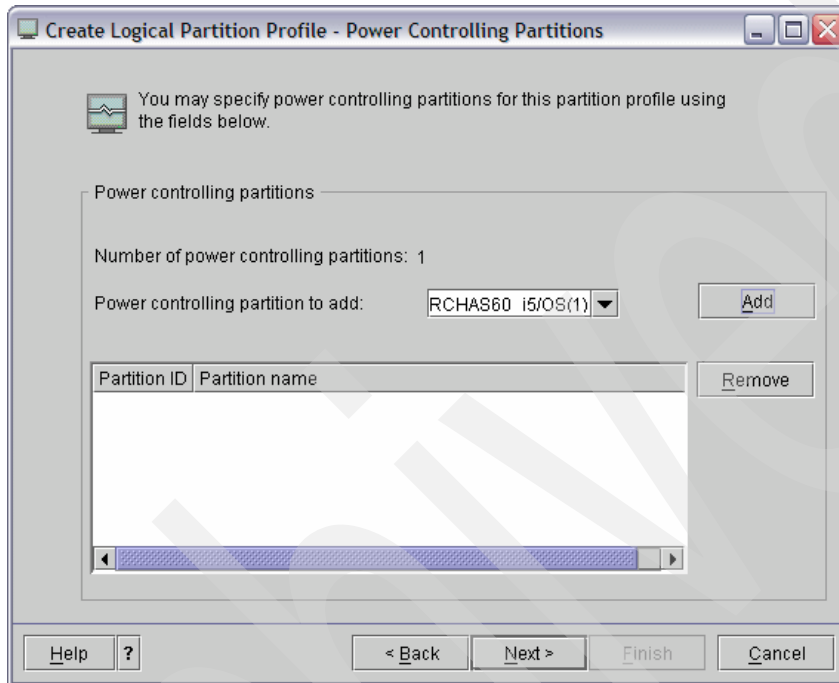 Create Logical Partition Profile - Power Controlling Partitions
You may specify power controlling partitions for this partition profile using
the fields below.
Power controlling partitions
Number of power controlling partitions: 1
Power controlling partition to add: RCHAS60 i5/OS(1) Add
Partition ID Partition name Remove
Help ? < Back Next > Finish Cancel